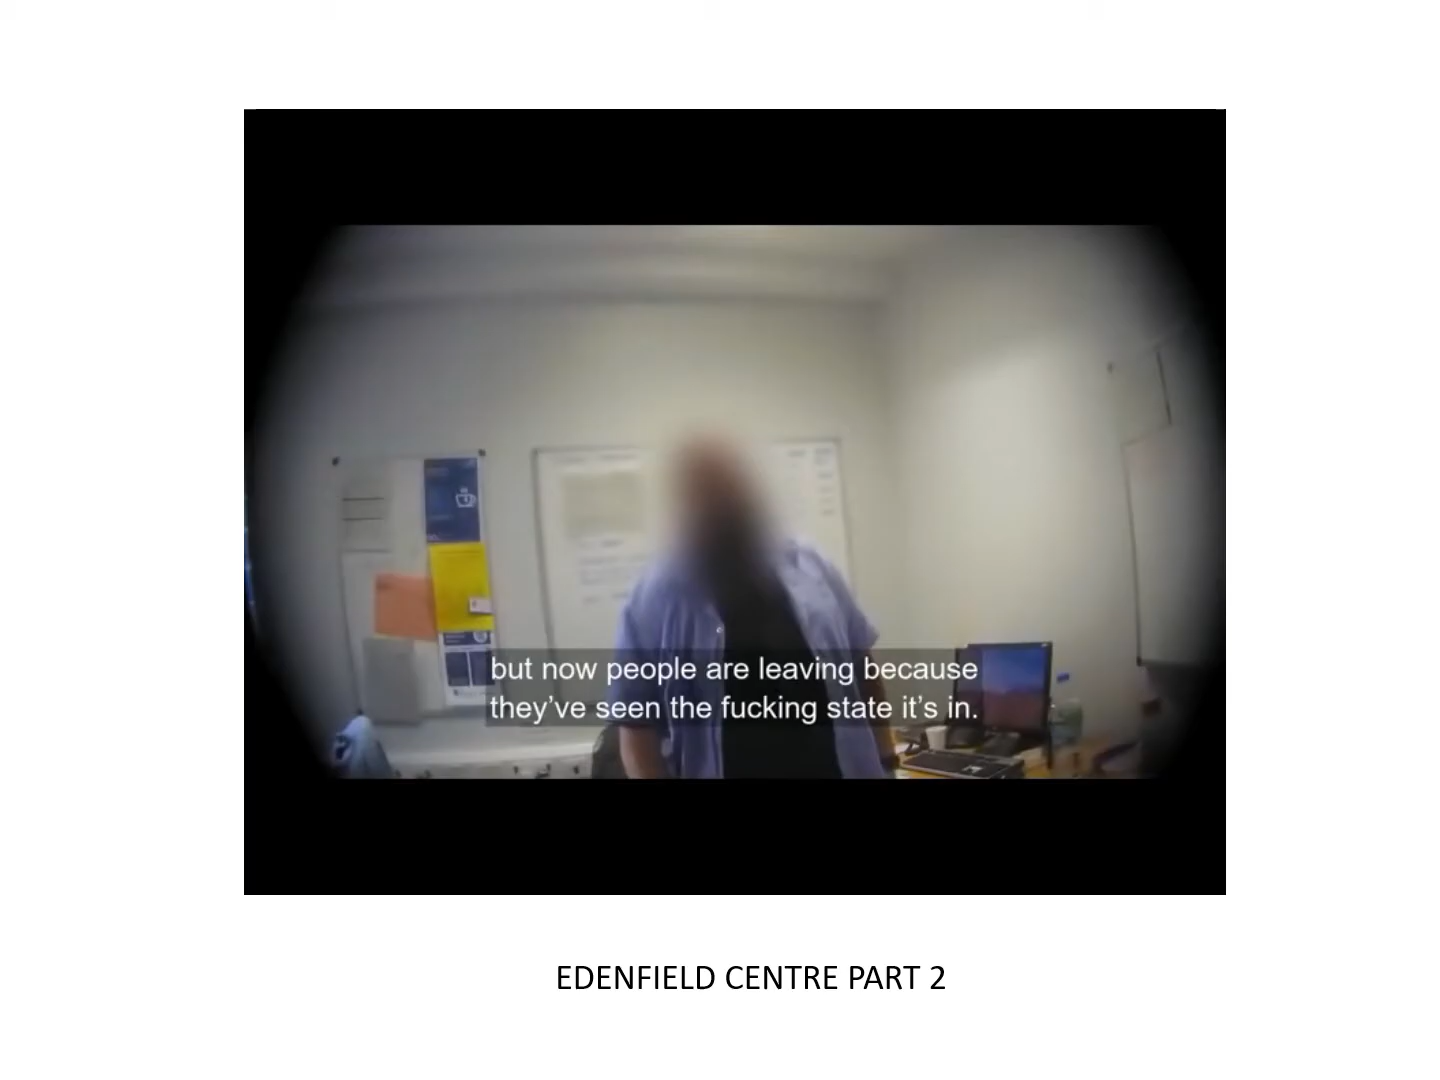 but now people are leaving because
they’ve seen the fucking state it’s in.
EDENFIELD CENTRE PART 2